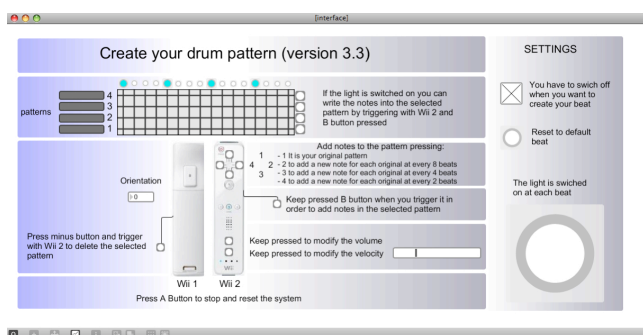 [interface]
Create your drum pattern (version 3.3)
SETTINGS
You have to swich off
when you want to
create your beat
Reset to default
beat
The light is swiched
on at each beat
patterns
4
3
2
1
If the light is switched on you can
write the notes into the selected
pattern by triggering with Wii 2 and
B button pressed
Add notes to the pattern pressing:
1
4 2
3
- 1 It is your original pattern
- 2 to add a new note for each original at every 8 beats
- 3 to add a new note for each original at every 4 beats
- 4 to add a new note for each original at every 2 beats
Orientation
0
Keep pressed B button when you trigger it in
order to add notes in the selected pattern
Press minus button and trigger
with Wii 2 to delete the selected
pattern
Keep pressed to modify the volume
Keep pressed to modify the velocity
Wii
Wii 1
Wii 2
Press A Button to stop and reset the system